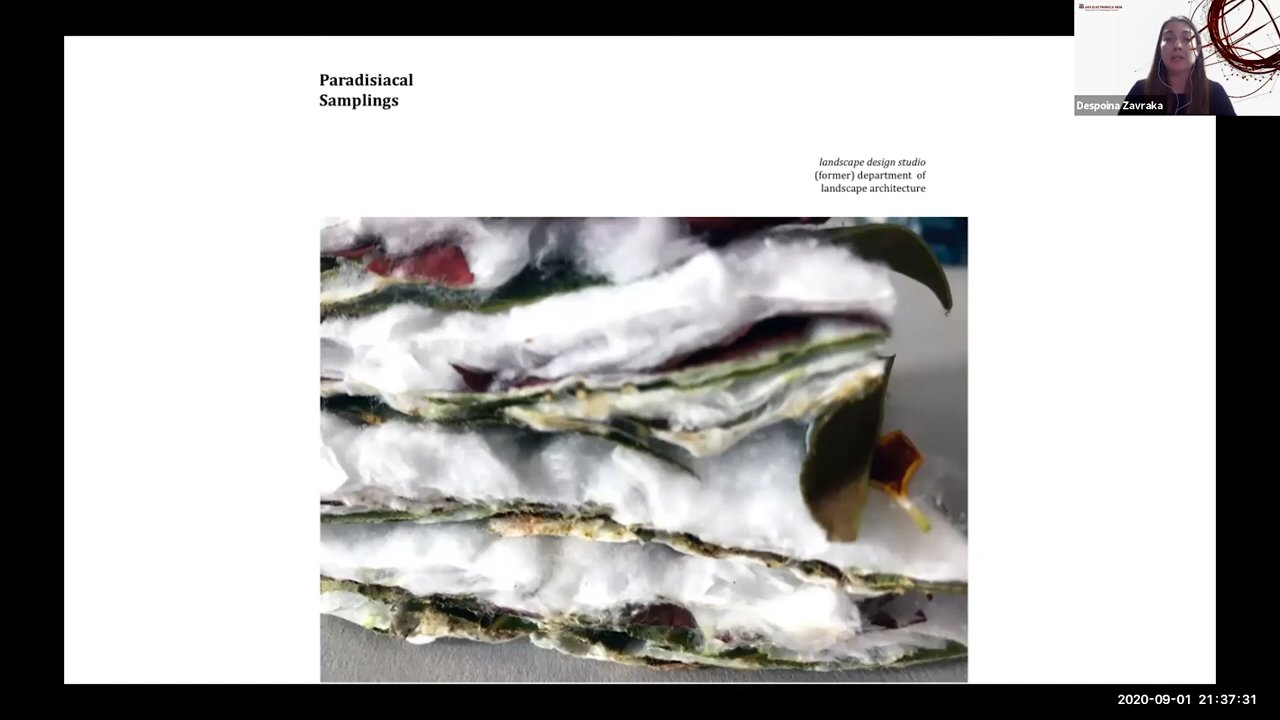 Paradisiacal
Samplings
landscape design studio
(former) department of
landscape architecture
Despoina Zavraka
2020-09-01 21:37:31